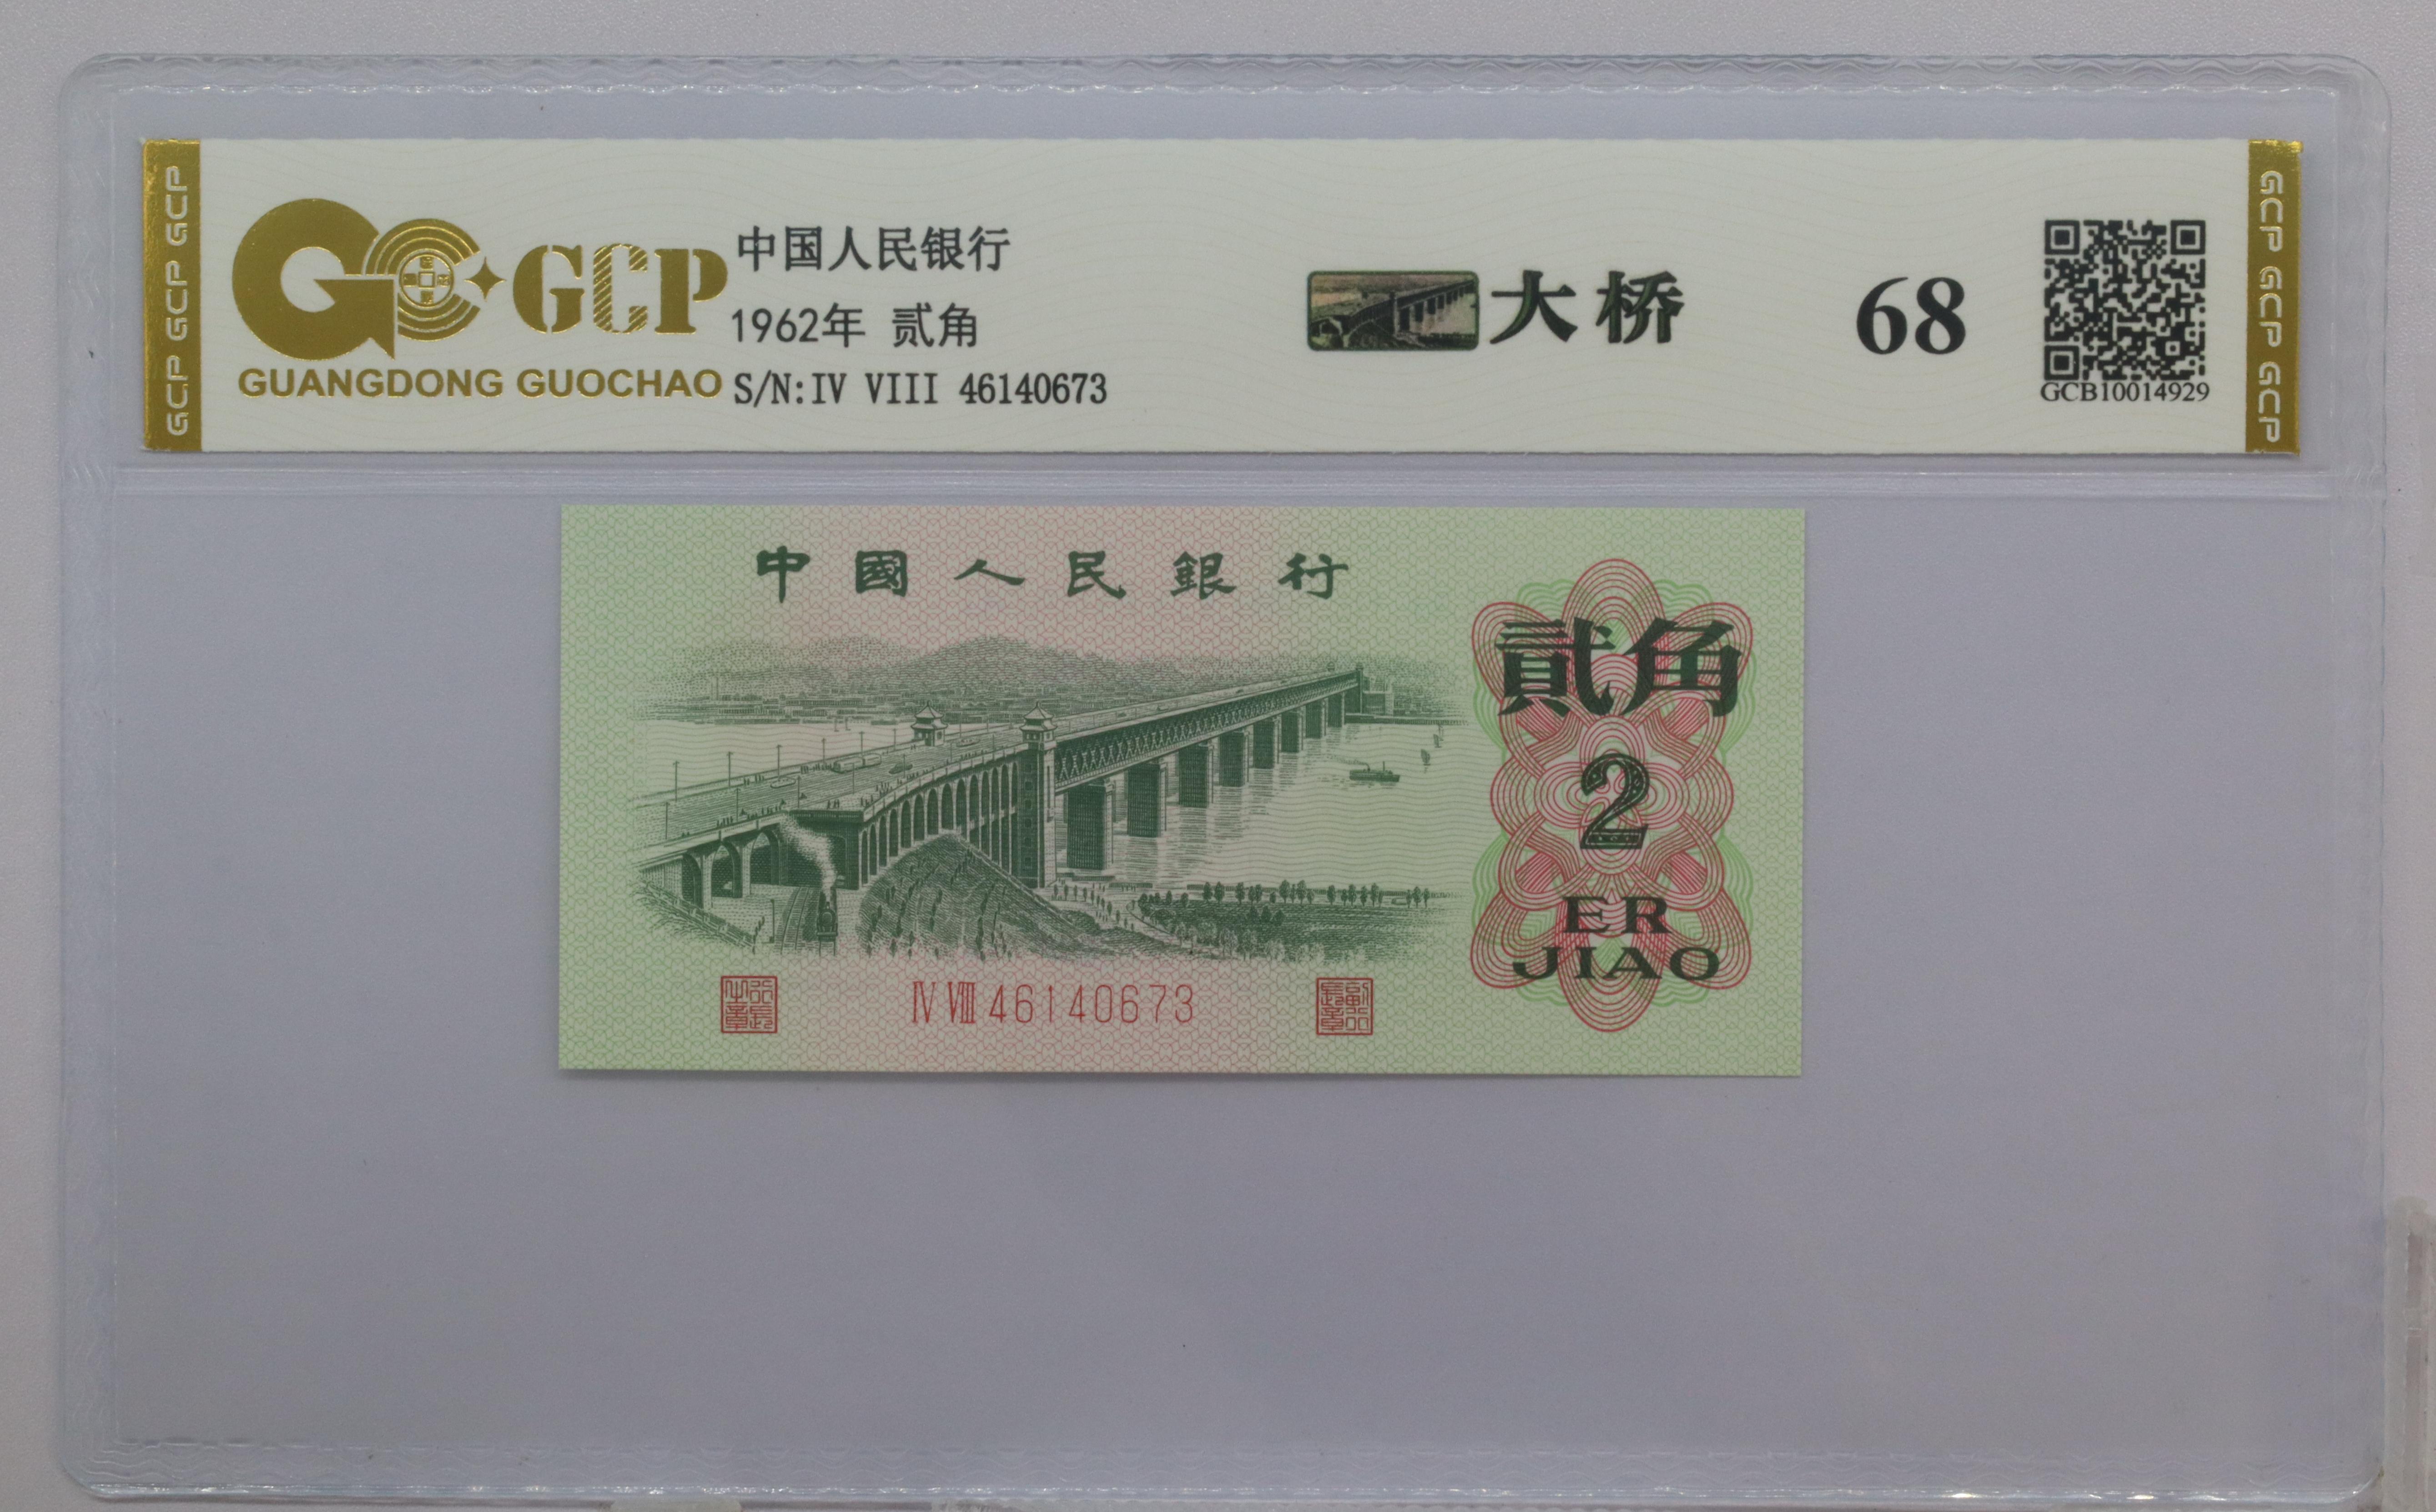 GCP GCP GCP
GCP
GUANGDONG GUOCHAO
中国人民银行
1962年 贰角
S/N:IV VIII 46140673
大桥
68
GCB10014929
GCP GCP GCP
中國人民銀行
貳角
2
ER
JIAO
IV VIII 46140673